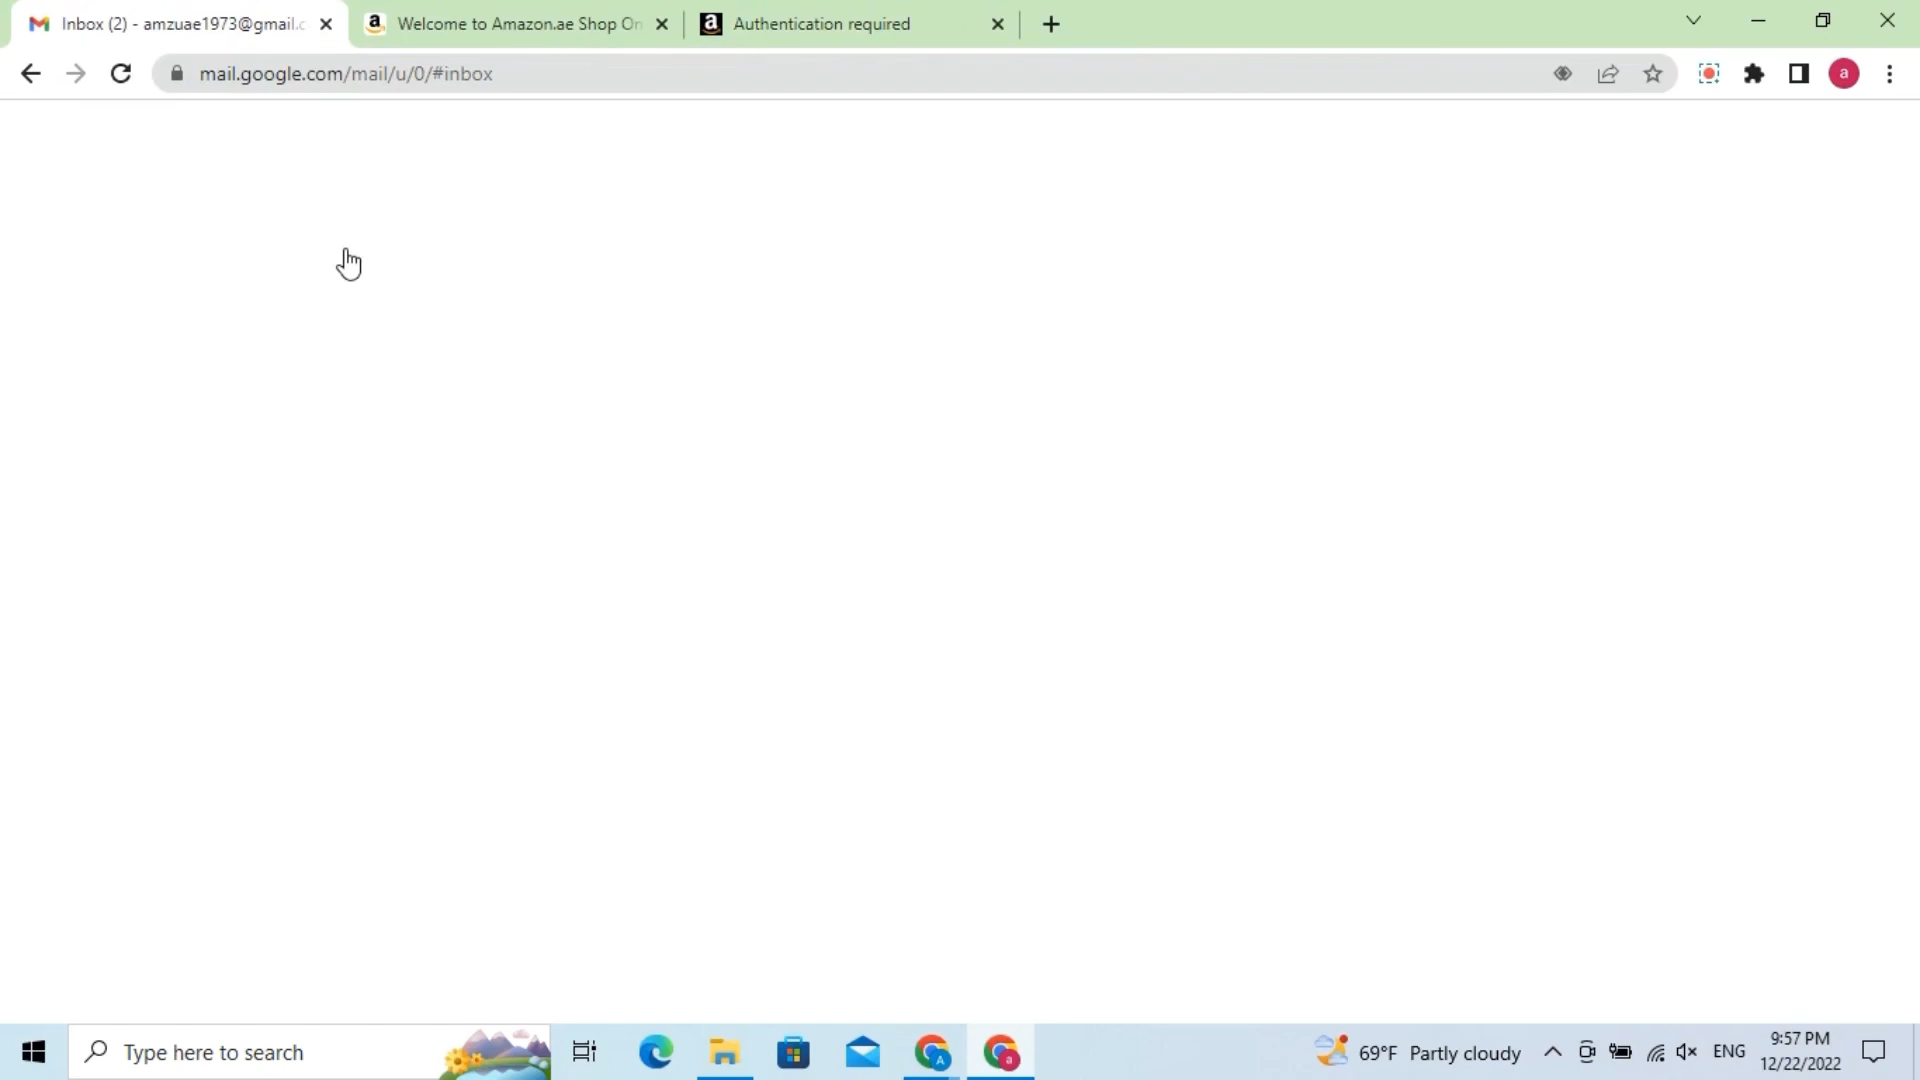 Inbox (2) - amzuae1973@gmail.c
Welcome to Amazon.ae Shop On
Authentication required
mail.google.com/mail/u/0/#inbox
a
Type here to search
A
a
69°F Partly cloudy
ENG
9:57 PM
12/22/2022